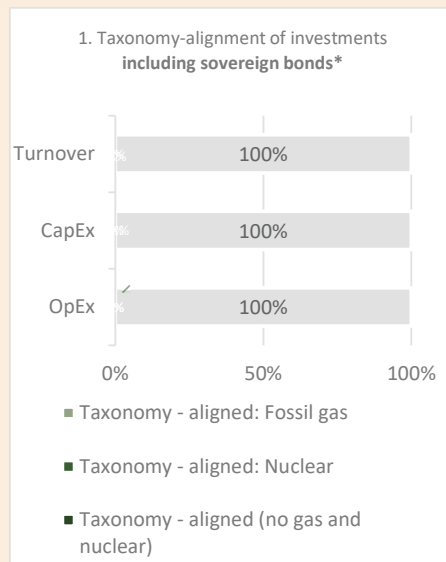 1. Taxonomy-alignment of investments
including sovereign bonds*
Turnover
100%
CapEx
100%
OpEx
100%
0%
50%
100%
Taxonomy - aligned: Fossil gas
Taxonomy - aligned: Nuclear
Taxonomy - aligned (no gas and
nuclear)